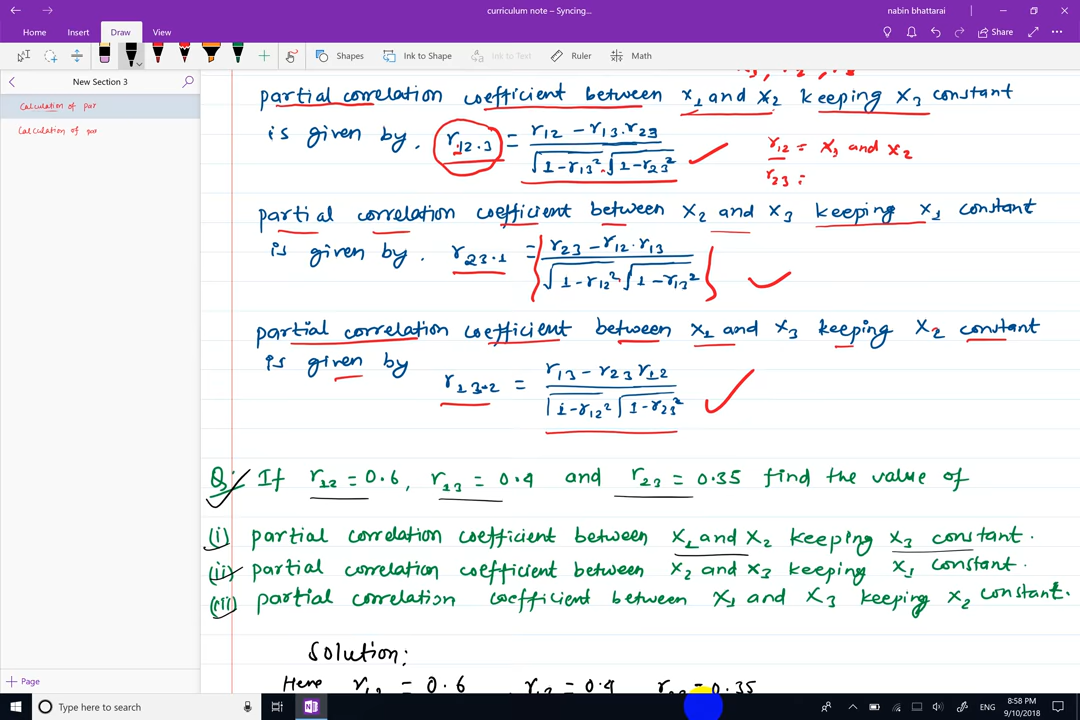 curriculum note - Syncing...
nabin bhattarai
Home Insert Draw View
Shapes Ink to Shape Ink to Text Ruler Math Share
New Section 3
Calculation of par
Calculation of par
partial correlation coefficient between x1 and x2 keeping x3 constant
is given by. r12.3 = r12 - r13.r23 / √1-r13² . √1-r23²
r12 = x1 and x2
r23 =
partial correlation coefficient between x2 and x3 keeping x1 constant
is given by. r23.1 = r23 - r12.r13 / √1-r12² √1-r13²
partial correlation coefficient between x1 and x3 keeping x2 constant
is given by
r13.2 = r13 - r23 r12 / √1-r12² √1-r23²
Q: If r12 = 0.6, r13 = 0.4 and r23 = 0.35 find the value of
(i) partial correlation coefficient between x1 and x2 keeping x3 constant.
(ii) partial correlation coefficient between x2 and x3 keeping x1 constant.
(iii) partial correlation coefficient between x1 and x3 keeping x2 constant.
Solution:
Here r12 = 0.6 , r13 = 0.4 r23 = 0.35
+ Page
Type here to search
ENG
8:58 PM
9/10/2018